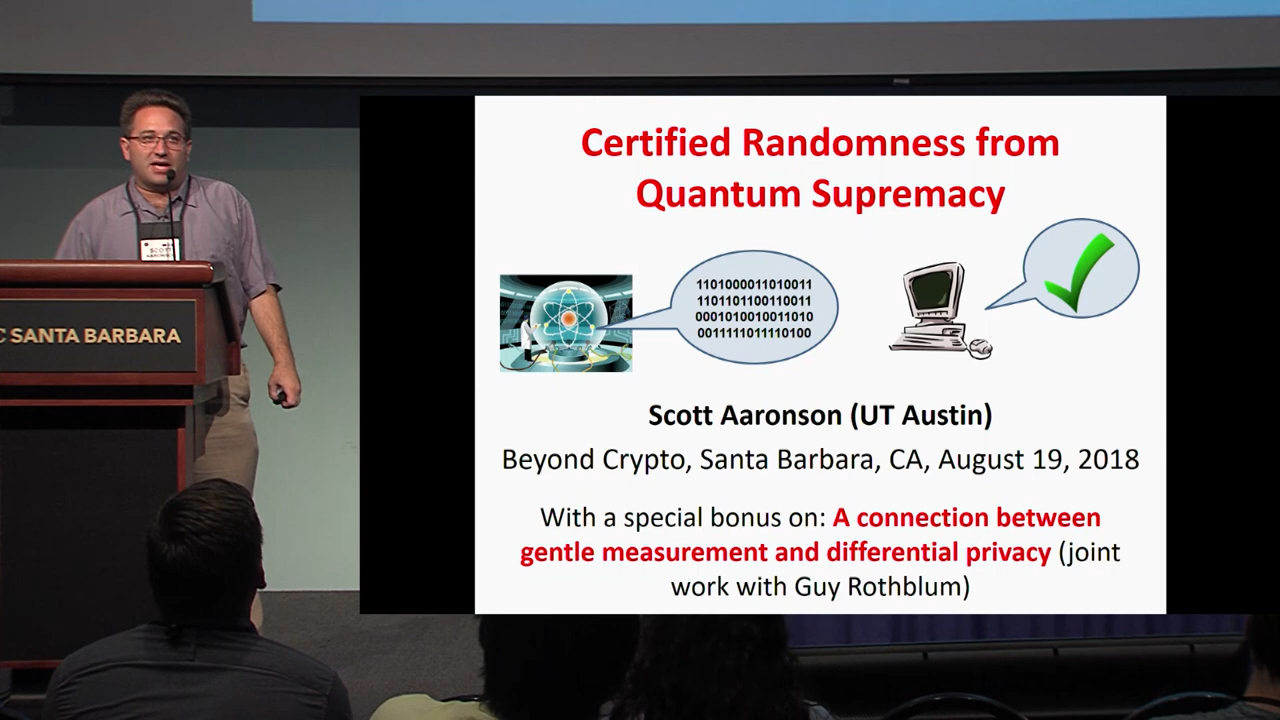 Certified Randomness from
Quantum Supremacy
1101000011010011
1101101100110011
0001010010011010
0011111011110100
SCOTT
AARONSON
C SANTA BARBARA
Scott Aaronson (UT Austin)
Beyond Crypto, Santa Barbara, CA, August 19, 2018
With a special bonus on: A connection between
gentle measurement and differential privacy (joint
work with Guy Rothblum)